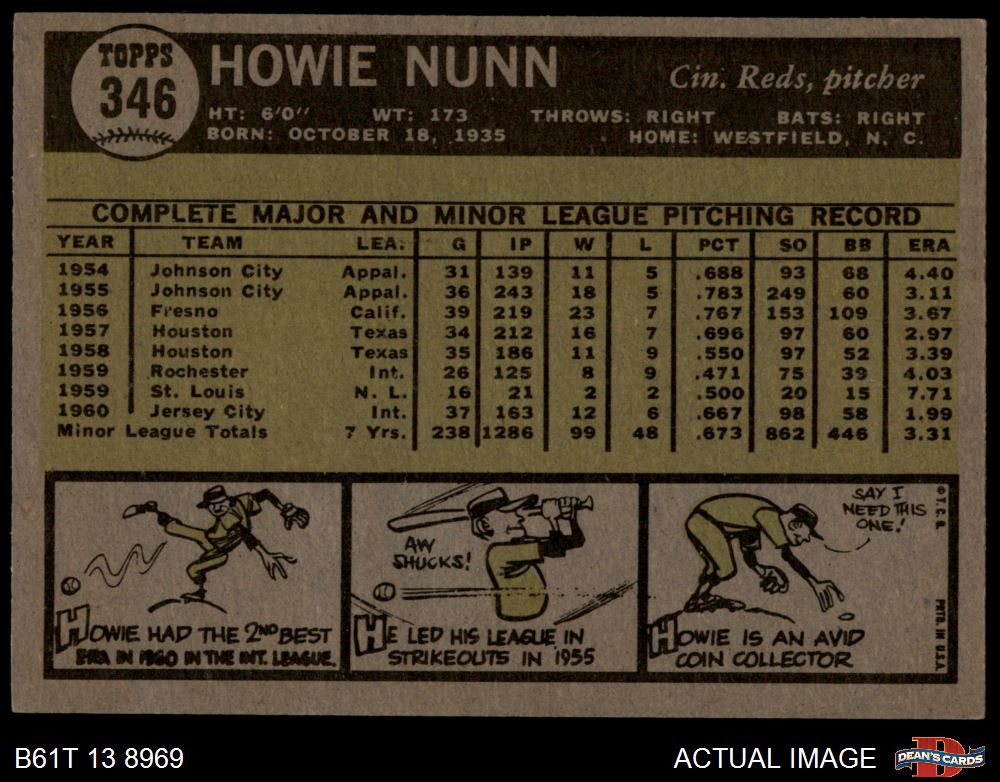 TOPPS
346
HOWIE NUNN
Cin. Reds, pitcher
HT: 6'0" WT: 173 THROWS: RIGHT BATS: RIGHT
BORN: OCTOBER 18, 1935 HOME: WESTFIELD, N. C.
COMPLETE MAJOR AND MINOR LEAGUE PITCHING RECORD
YEAR TEAM LEA. G IP W L PCT SO BB ERA
1954 Johnson City Appal. 31 139 11 5 .688 93 68 4.40
1955 Johnson City Appal. 36 243 18 5 .783 249 60 3.11
1956 Fresno Calif. 39 219 23 7 .767 153 109 3.67
1957 Houston Texas 34 212 16 7 .696 97 60 2.97
1958 Houston Texas 35 186 11 9 .550 97 52 3.39
1959 Rochester Int. 26 125 8 9 .471 75 39 4.03
1959 St. Louis N. L. 16 21 2 2 .500 20 15 7.71
1960 Jersey City Int. 37 163 12 6 .667 98 58 1.99
Minor League Totals 7 Yrs. 238 1286 99 48 .673 862 446 3.31
HOWIE HAD THE 2ND BEST
ERA IN 1960 IN THE INT. LEAGUE.
AW
SHUCKS!
HE LED HIS LEAGUE IN
STRIKEOUTS IN 1955
SAY I
NEED THIS
ONE!
HOWIE IS AN AVID
COIN COLLECTOR
© T. C. G.
PRTD. IN U.S.A.
B61T 13 8969
ACTUAL IMAGE
D
DEAN'S CARDS